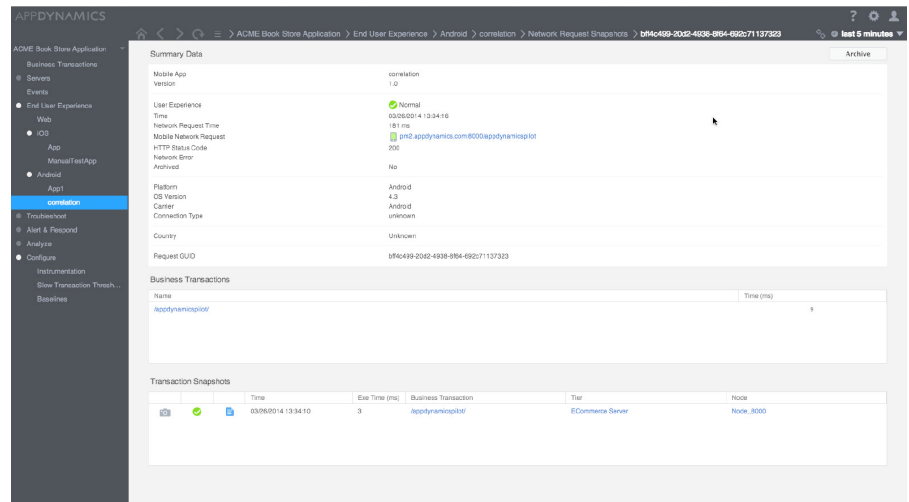 APPDYNAMICS
ACME Book Store Application > End User Experience > Android > correlation > Network Request Snapshots > bff4c499-20d2-4938-8f64-692c71137323
last 5 minutes
ACME Book Store Application
Business Transactions
Servers
Events
End User Experience
Web
iOS
App
ManualTestApp
Android
App1
correlation
Troubleshoot
Alert & Respond
Analyze
Configure
Instrumentation
Slow Transaction Thresh...
Baselines
Summary Data
Archive
Mobile App correlation
Version 1.0
User Experience Normal
Time 03/26/2014 13:34:16
Network Request Time 161 ms
Mobile Network Request pm2.appdynamics.com:8000/appdynamicspilot
HTTP Status Code 200
Network Error
Archived No
Platform Android
OS Version 4.3
Carrier Android
Connection Type unknown
Country Unknown
Request GUID bff4c499-20d2-4938-8f64-692c71137323
Business Transactions
Name Time (ms)
/appdynamicspilot/ 9
Transaction Snapshots
Time Exe Time (ms) Business Transaction Tier Node
03/26/2014 13:34:10 3 /appdynamicspilot/ ECommerce Server Node_8000